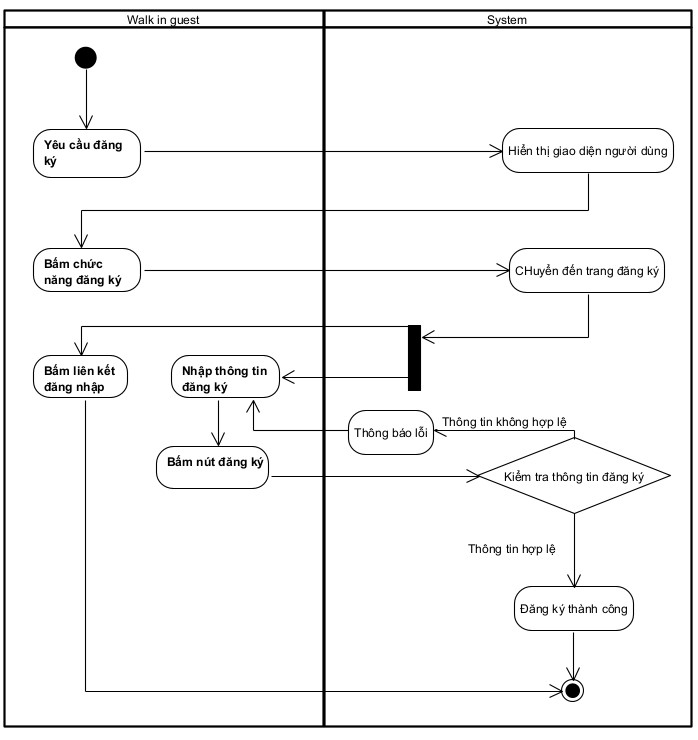 Walk in guest
System
Yêu cầu đăng
ký
Hiển thị giao diện người dùng
Bấm chức
năng đăng ký
CHuyển đến trang đăng ký
Bấm liên kết
đăng nhập
Nhập thông tin
đăng ký
Thông báo lỗi
Thông tin không hợp lệ
Bấm nút đăng ký
Kiểm tra thông tin đăng ký
Thông tin hợp lệ
Đăng ký thành công